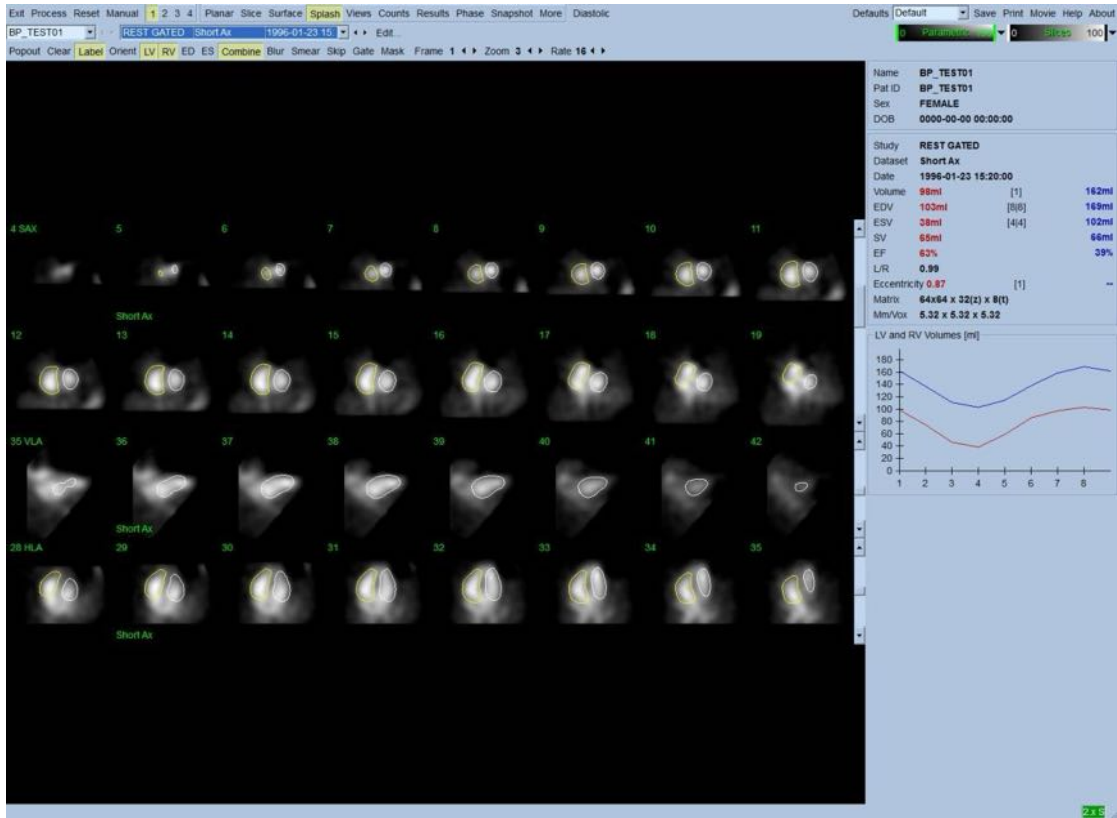 Exit Process Reset Manual 1 2 3 4 Planar Slice Surface Splash Views Counts Results Phase Snapshot More Diastolic Defaults Default Save Print Movie Help About
BP_TEST01 REST GATED Short Ax 1996-01-23 15: Edit... 0 Parametric 0 Slices 100
Popout Clear Label Orient LV RV ED ES Combine Blur Smear Skip Gate Mask Frame 1 Zoom 3 Rate 16
Name BP_TEST01
Pat ID BP_TEST01
Sex FEMALE
DOB 0000-00-00 00:00:00
Study REST GATED
Dataset Short Ax
Date 1996-01-23 15:20:00
Volume 98ml [1] 162ml
EDV 103ml [8|8] 169ml
ESV 38ml [4|4] 102ml
SV 65ml 66ml
EF 63% 39%
L/R 0.99
Eccentricity 0.87 [1] --
Matrix 64x64 x 32(z) x 8(t)
Mm/Vox 5.32 x 5.32 x 5.32
LV and RV Volumes [ml]
180
160
140
120
100
80
60
40
20
0
1 2 3 4 5 6 7 8
4 SAX 5 6 7 8 9 10 11
Short Ax
12 13 14 15 16 17 18 19
35 VLA 36 37 38 39 40 41 42
Short Ax
28 HLA 29 30 31 32 33 34 35
Short Ax
2 x S